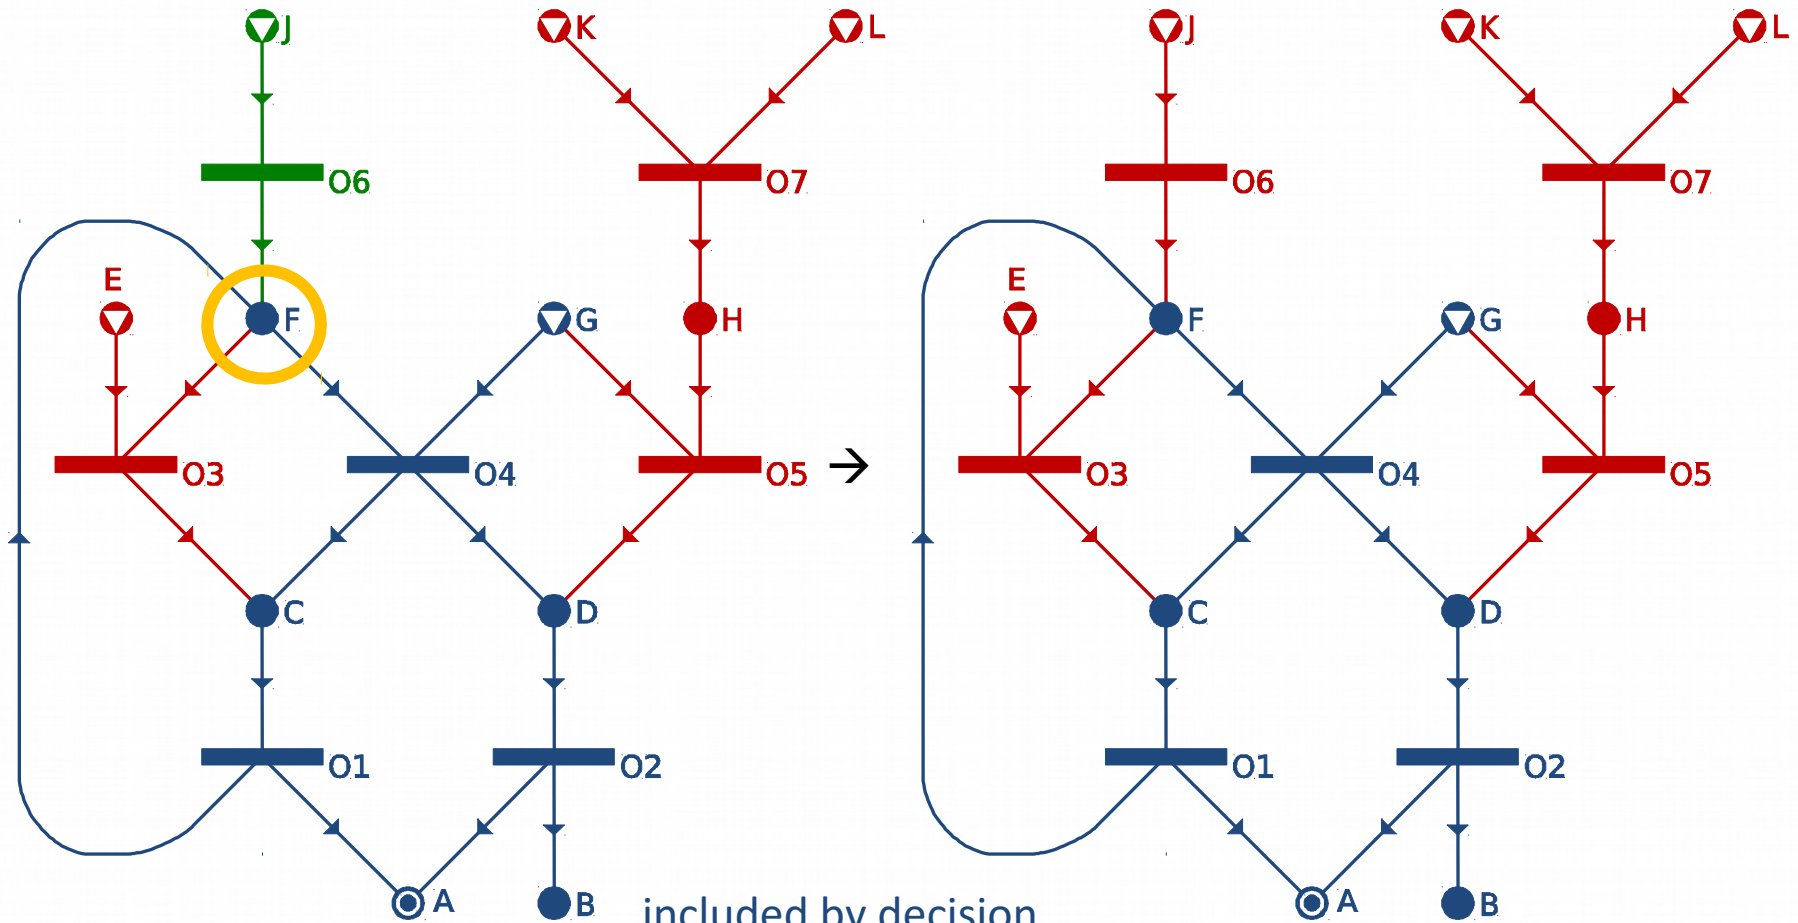 J K L J K L
O6 O7 O6 O7
E F G H E F G H
O3 O4 O5 → O3 O4 O5
C D C D
O1 O2 O1 O2
A B A B
included by decision